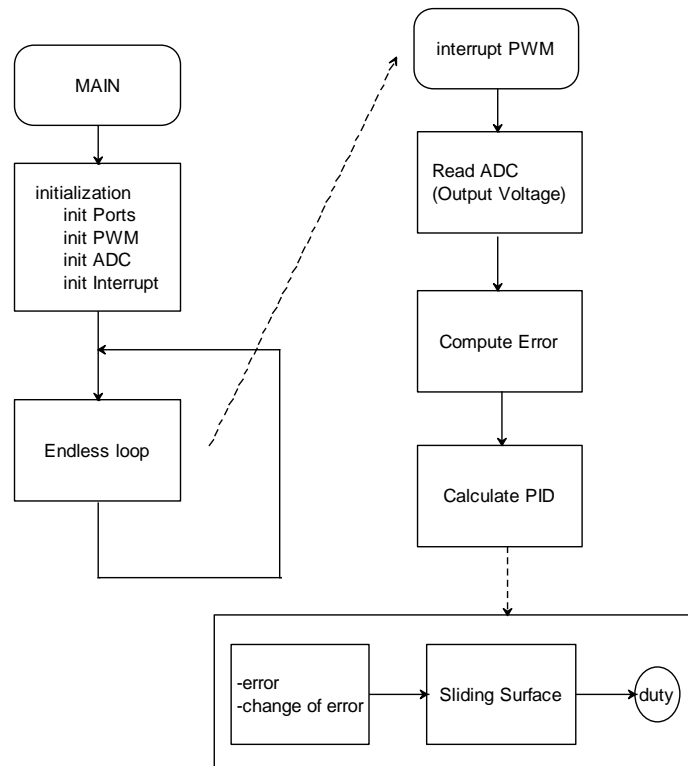 MAIN
initialization
init Ports
init PWM
init ADC
init Interrupt
Endless loop
interrupt PWM
Read ADC
(Output Voltage)
Compute Error
Calculate PID
-error
-change of error
Sliding Surface
duty